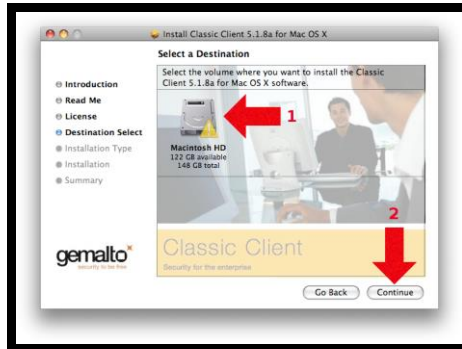 Install Classic Client 5.1.8a for Mac OS X
Select a Destination
Introduction
Read Me
License
Destination Select
Installation Type
Installation
Summary
Select the volume where you want to install the Classic
Client 5.1.8a for Mac OS X software.
1
Macintosh HD
122 GB available
148 GB total
2
gemalto
security to be free
Classic Client
Security for the enterprise
Go Back
Continue